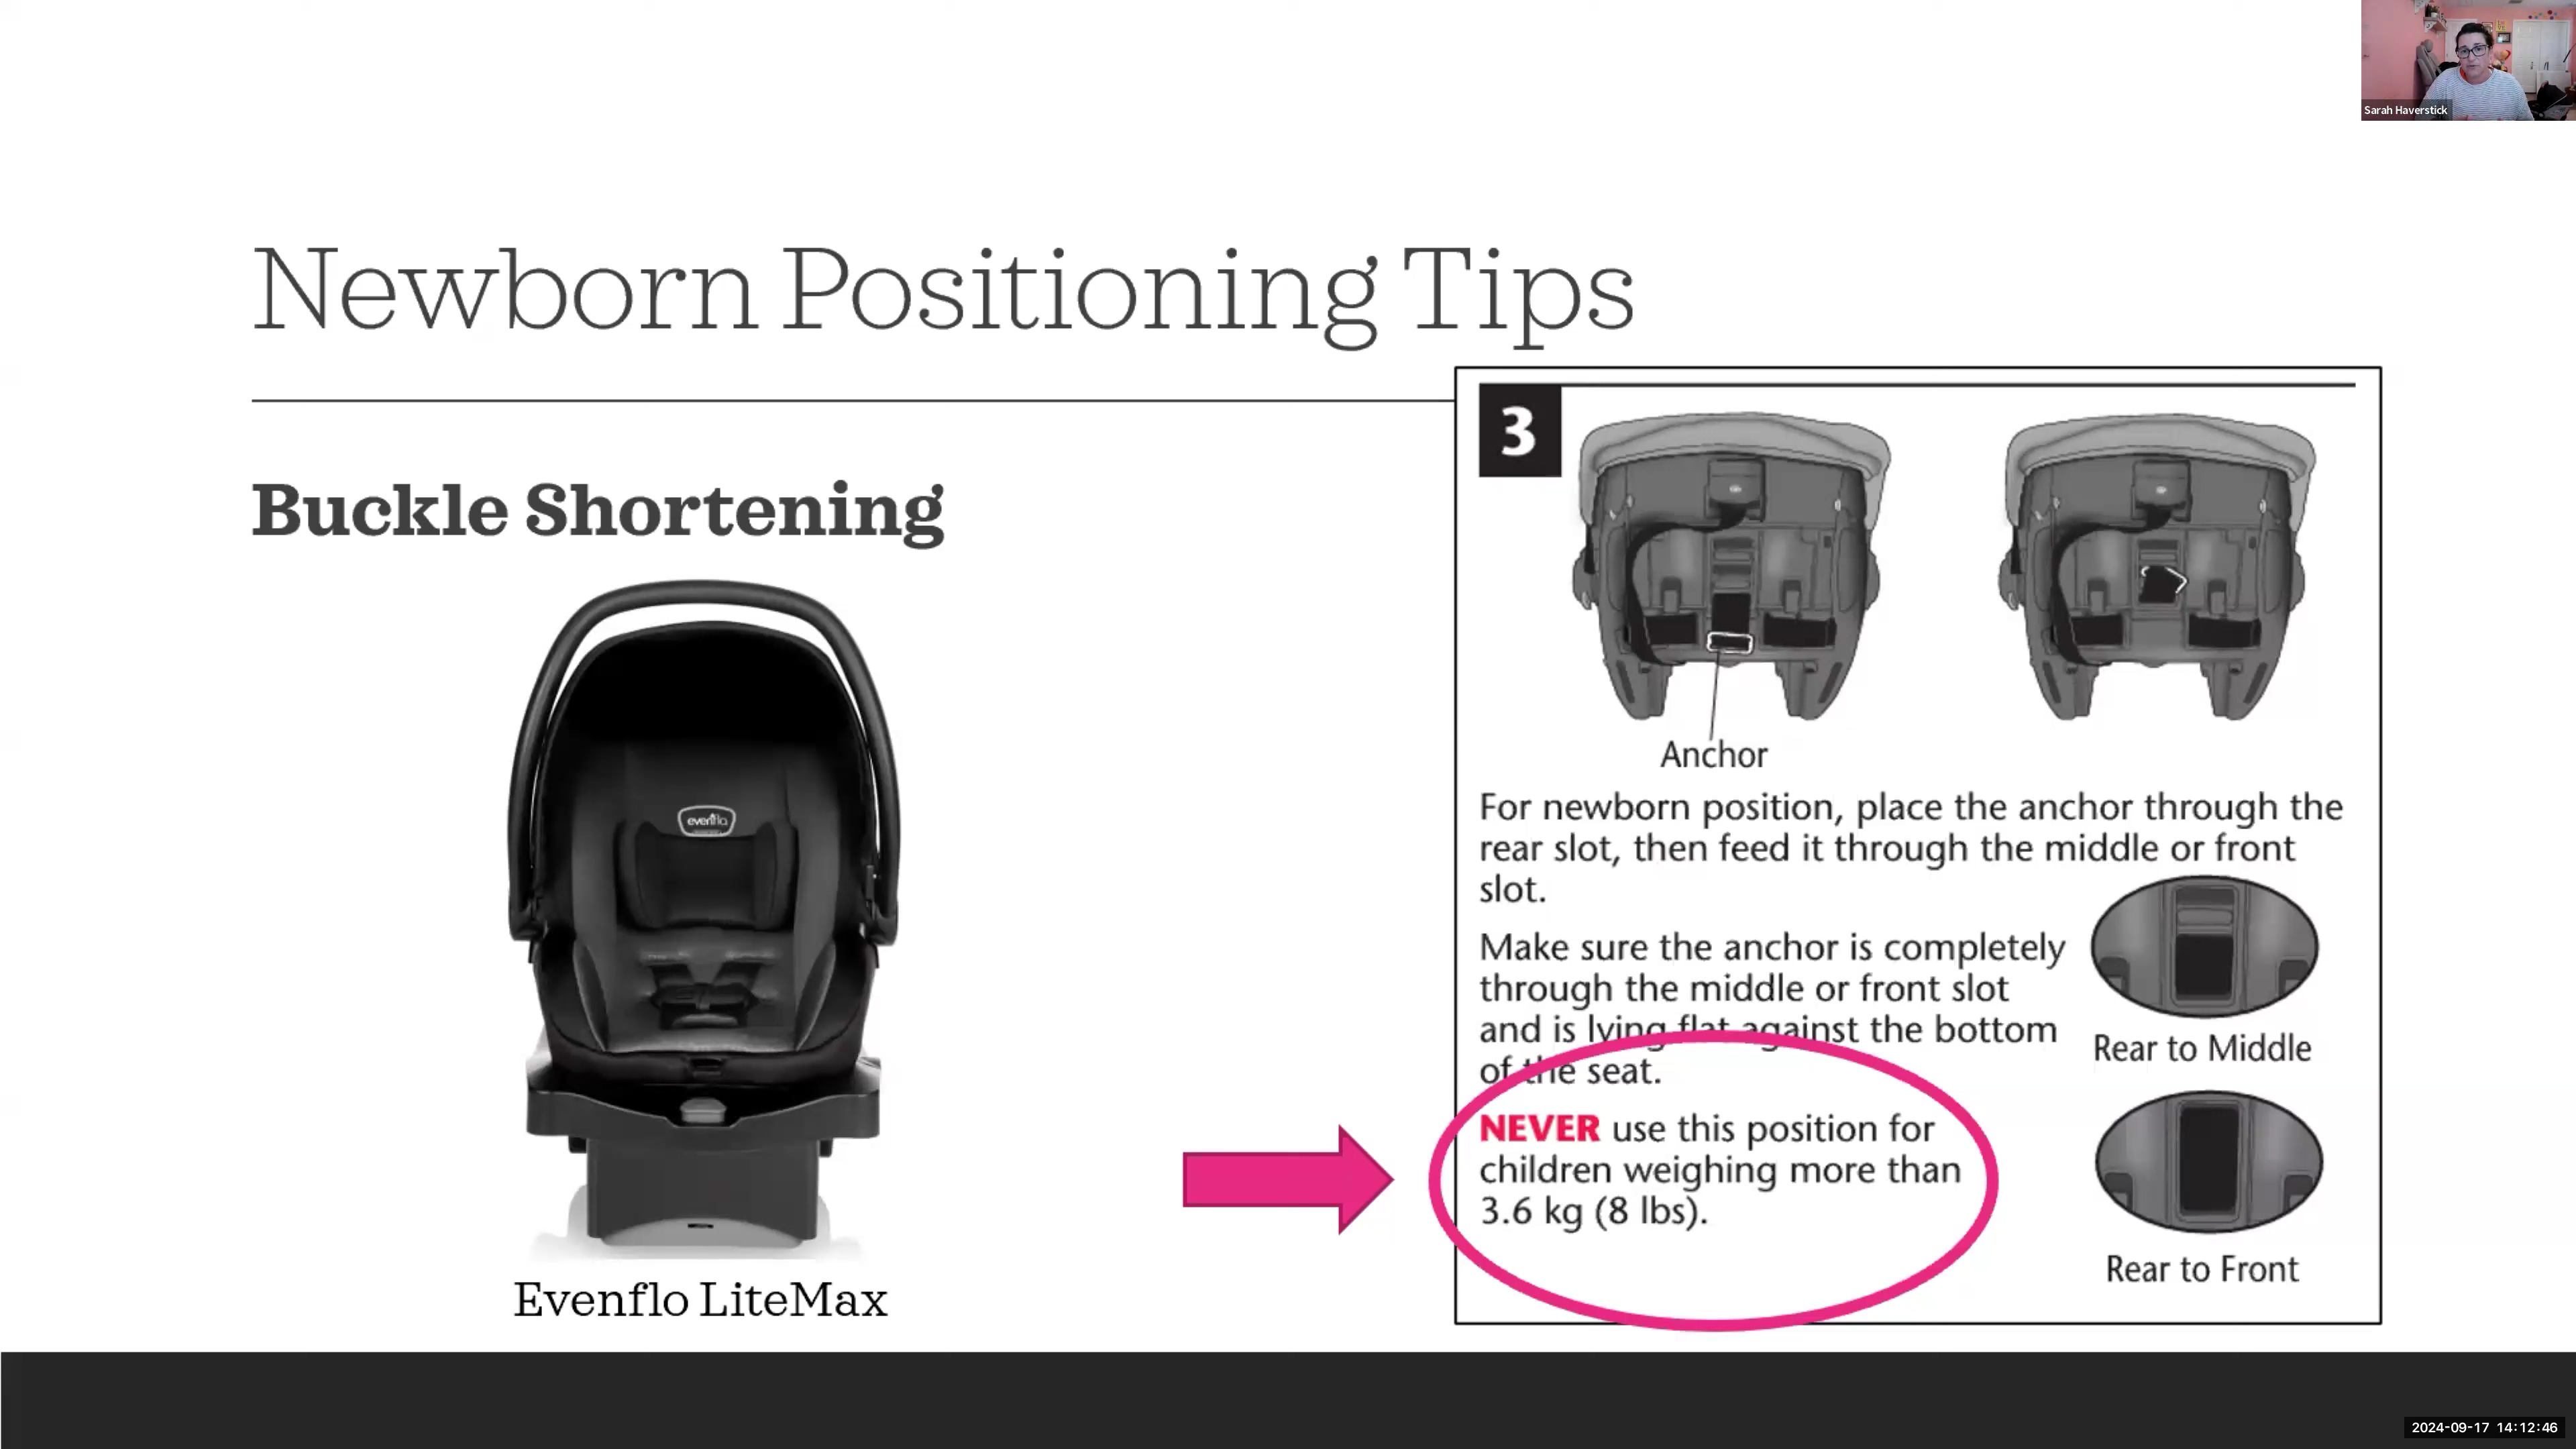 Sarah Haverstick
Newborn Positioning Tips
Buckle Shortening
evenflo
Evenflo LiteMax
3
Anchor
For newborn position, place the anchor through the
rear slot, then feed it through the middle or front
slot.
Make sure the anchor is completely
through the middle or front slot
and is lying flat against the bottom
of the seat.
Rear to Middle
NEVER use this position for
children weighing more than
3.6 kg (8 lbs).
Rear to Front
2024-09-17 14:12:46